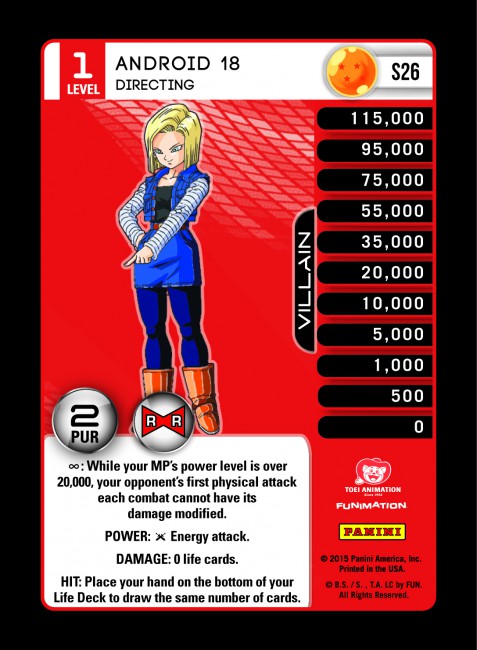 1
LEVEL
ANDROID 18
DIRECTING
S26
115,000
95,000
75,000
55,000
35,000
20,000
10,000
5,000
1,000
500
0
VILLAIN
2
PUR
R R
∞: While your MP’s power level is over
20,000, your opponent’s first physical attack
each combat cannot have its
damage modified.
POWER: Energy attack.
DAMAGE: 0 life cards.
HIT: Place your hand on the bottom of your
Life Deck to draw the same number of cards.
TOEI ANIMATION
Since 1956
FUNIMATION
PANINI
© 2015 Panini America, Inc.
Printed in the USA.
© B.S. / S. , T.A. LC by FUN.
All Rights Reserved.